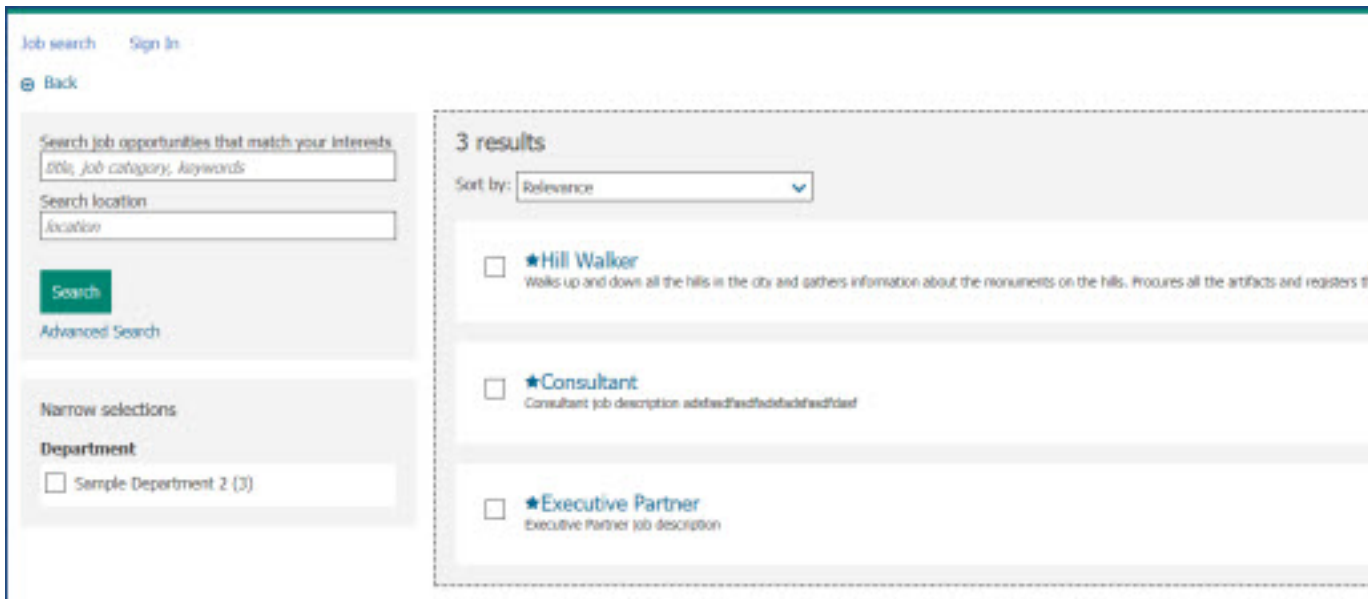 Job search Sign In
Back
Search job opportunities that match your interests
title, job category, keywords
Search location
location
Search
Advanced Search
Narrow selections
Department
Sample Department 2 (3)
3 results
Sort by: Relevance
★Hill Walker
Walks up and down all the hills in the city and gathers information about the monuments on the hills. Procures all the artifacts and registers
★Consultant
Consultant job description
★Executive Partner
Executive Partner job description